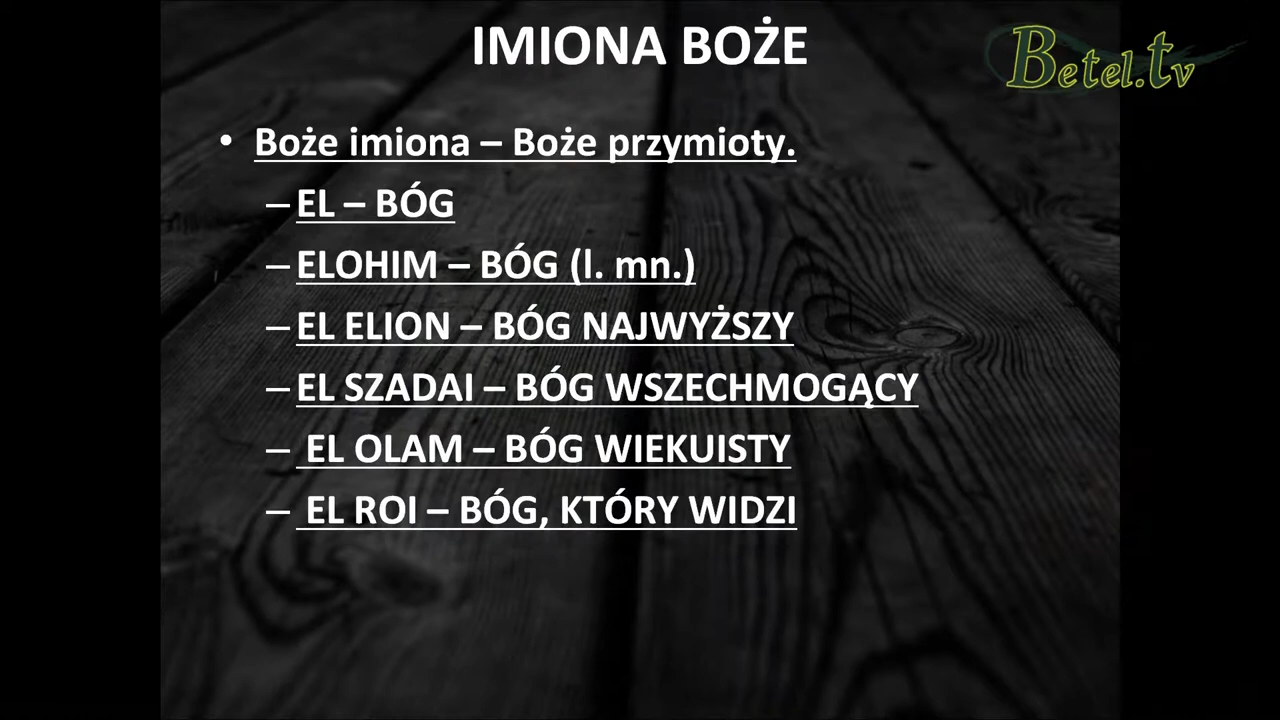 IMIONA BOŻE
Betel.tv
• Boże imiona – Boże przymioty.
– EL – BÓG
– ELOHIM – BÓG (l. mn.)
– EL ELION – BÓG NAJWYŻSZY
– EL SZADAI – BÓG WSZECHMOGĄCY
– EL OLAM – BÓG WIEKUISTY
– EL ROI – BÓG, KTÓRY WIDZI